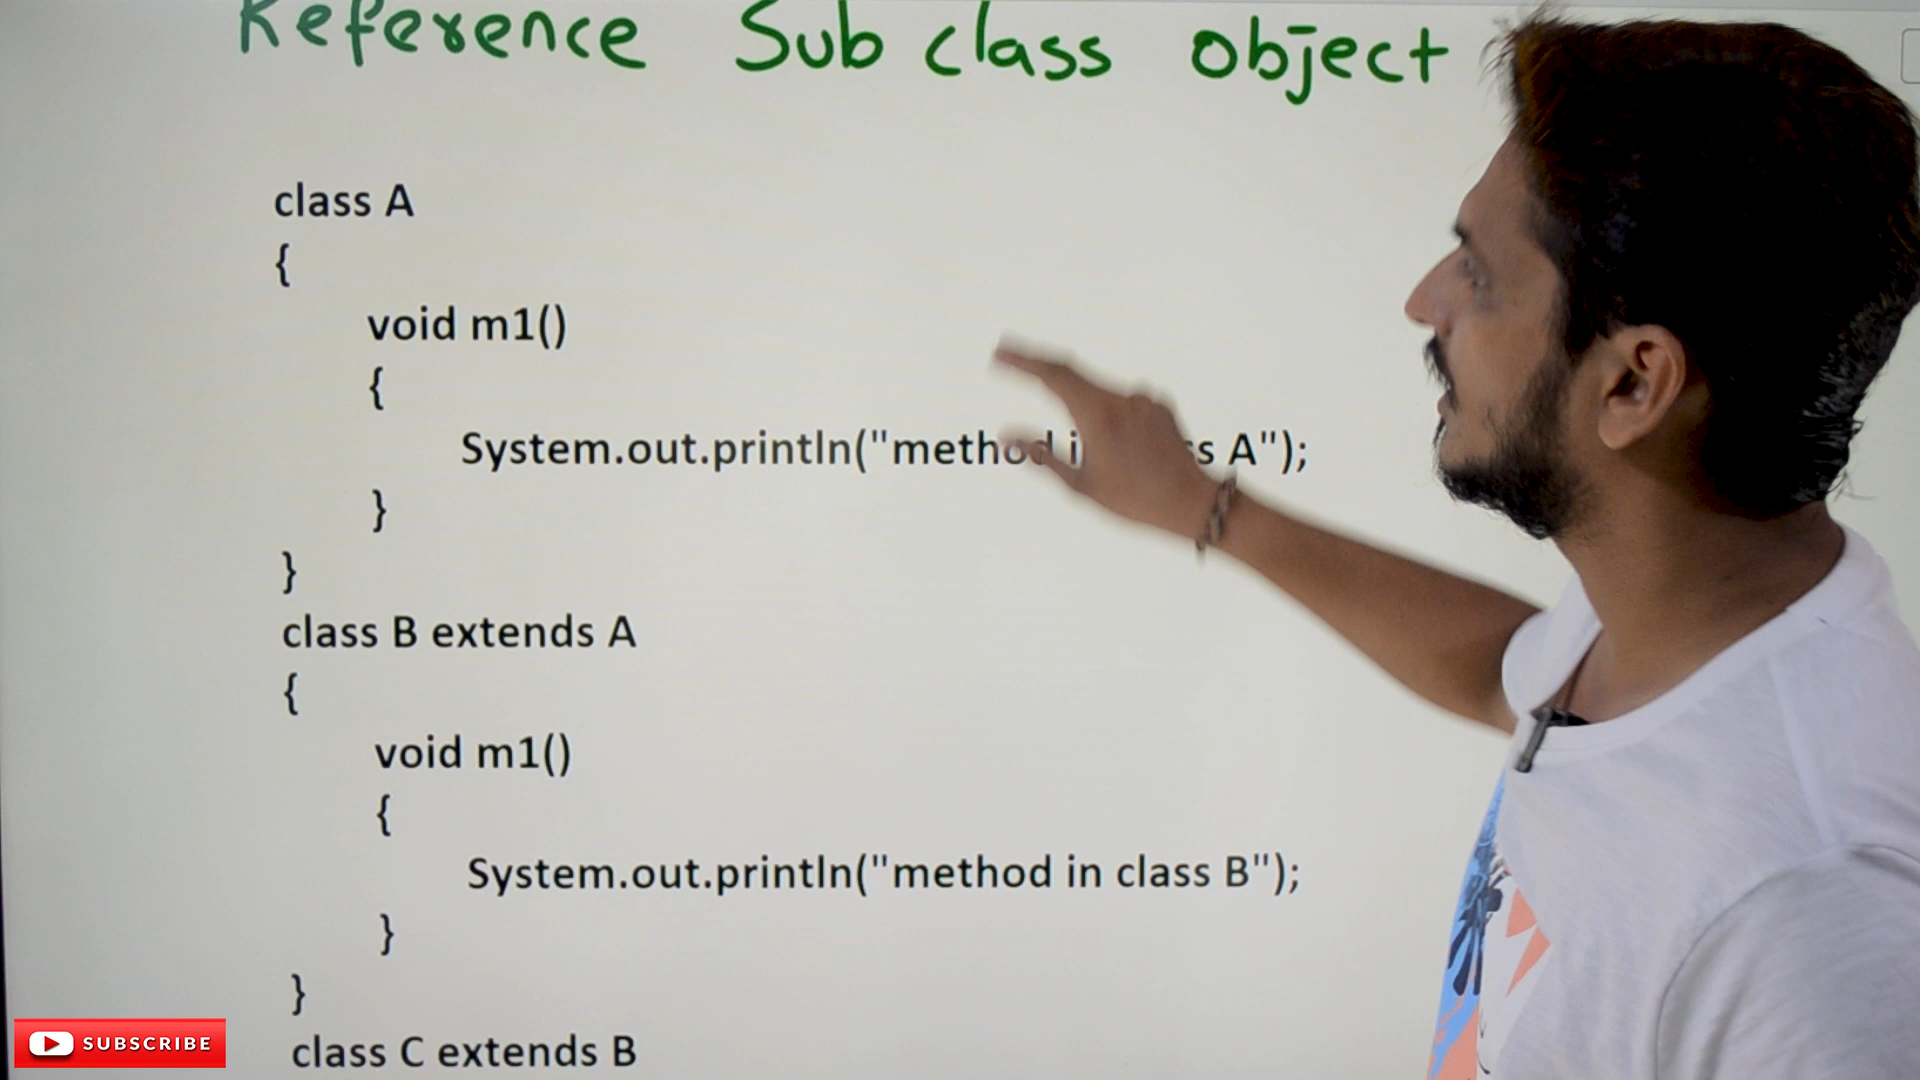 Reference Sub class object
class A
{
void m1()
{
System.out.println("method i s A");
}
}
class B extends A
{
void m1()
{
System.out.println("method in class B");
}
}
class C extends B
SUBSCRIBE